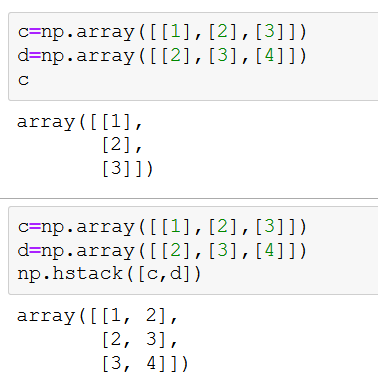 c=np.array([[1],[2],[3]])
d=np.array([[2],[3],[4]])
c
array([[1],
       [2],
       [3]])
c=np.array([[1],[2],[3]])
d=np.array([[2],[3],[4]])
np.hstack([c,d])
array([[1, 2],
       [2, 3],
       [3, 4]])